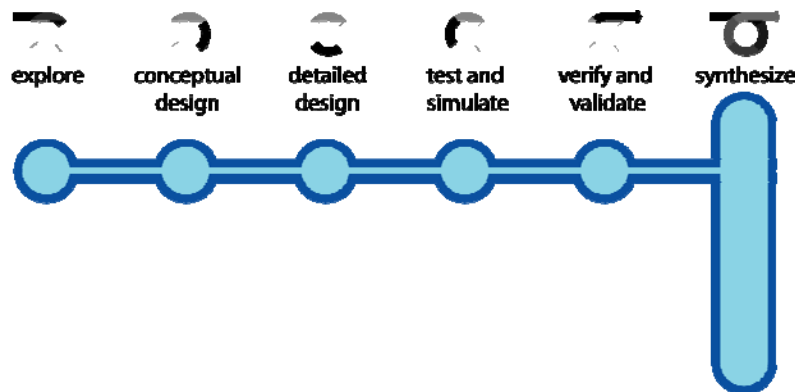 explore
conceptual
design
detailed
design
test and
simulate
verify and
validate
synthesize